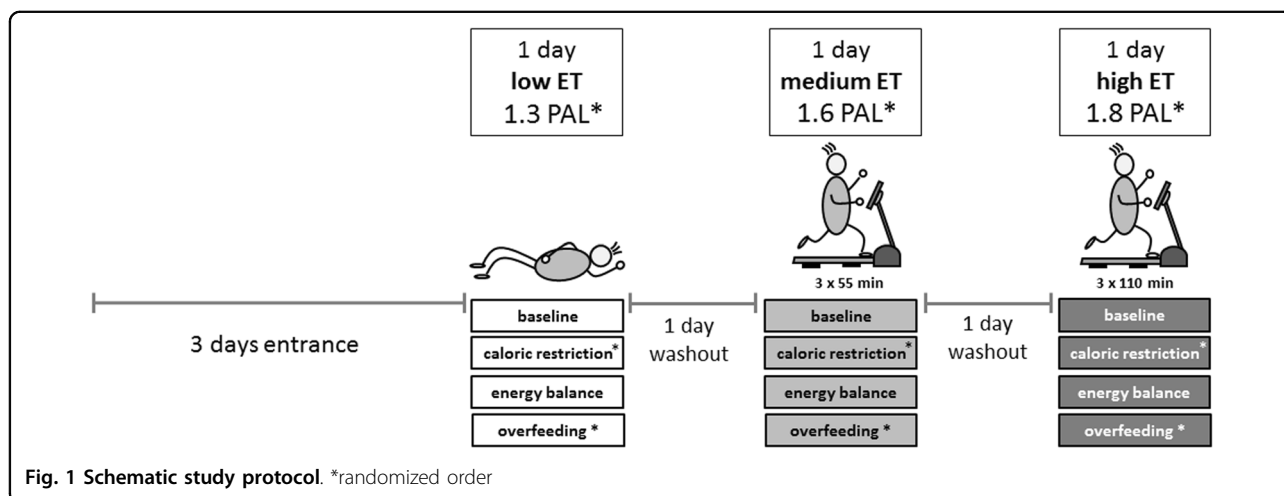 1 day
low ET
1.3 PAL*
1 day
medium ET
1.6 PAL*
1 day
high ET
1.8 PAL*
3 x 55 min
3 x 110 min
3 days entrance
baseline
caloric restriction*
energy balance
overfeeding *
1 day
washout
baseline
caloric restriction*
energy balance
overfeeding *
1 day
washout
baseline
caloric restriction*
energy balance
overfeeding *
Fig. 1 Schematic study protocol. *randomized order